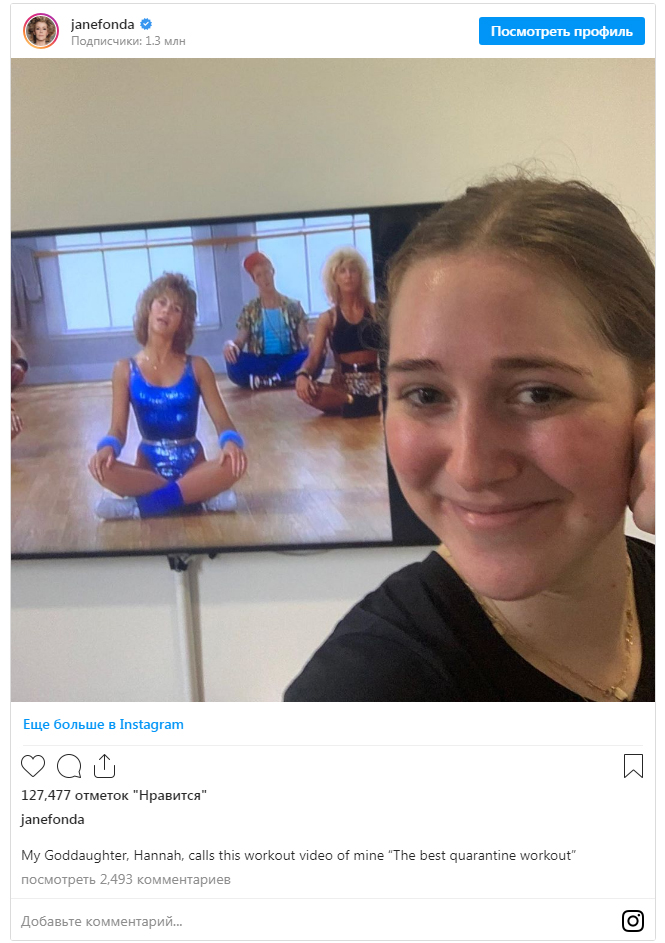 janefonda
Подписчики: 1.3 млн
Посмотреть профиль
Еще больше в Instagram
127,477 отметок "Нравится"
janefonda
My Goddaughter, Hannah, calls this workout video of mine “The best quarantine workout”
посмотреть 2,493 комментариев
Добавьте комментарий...